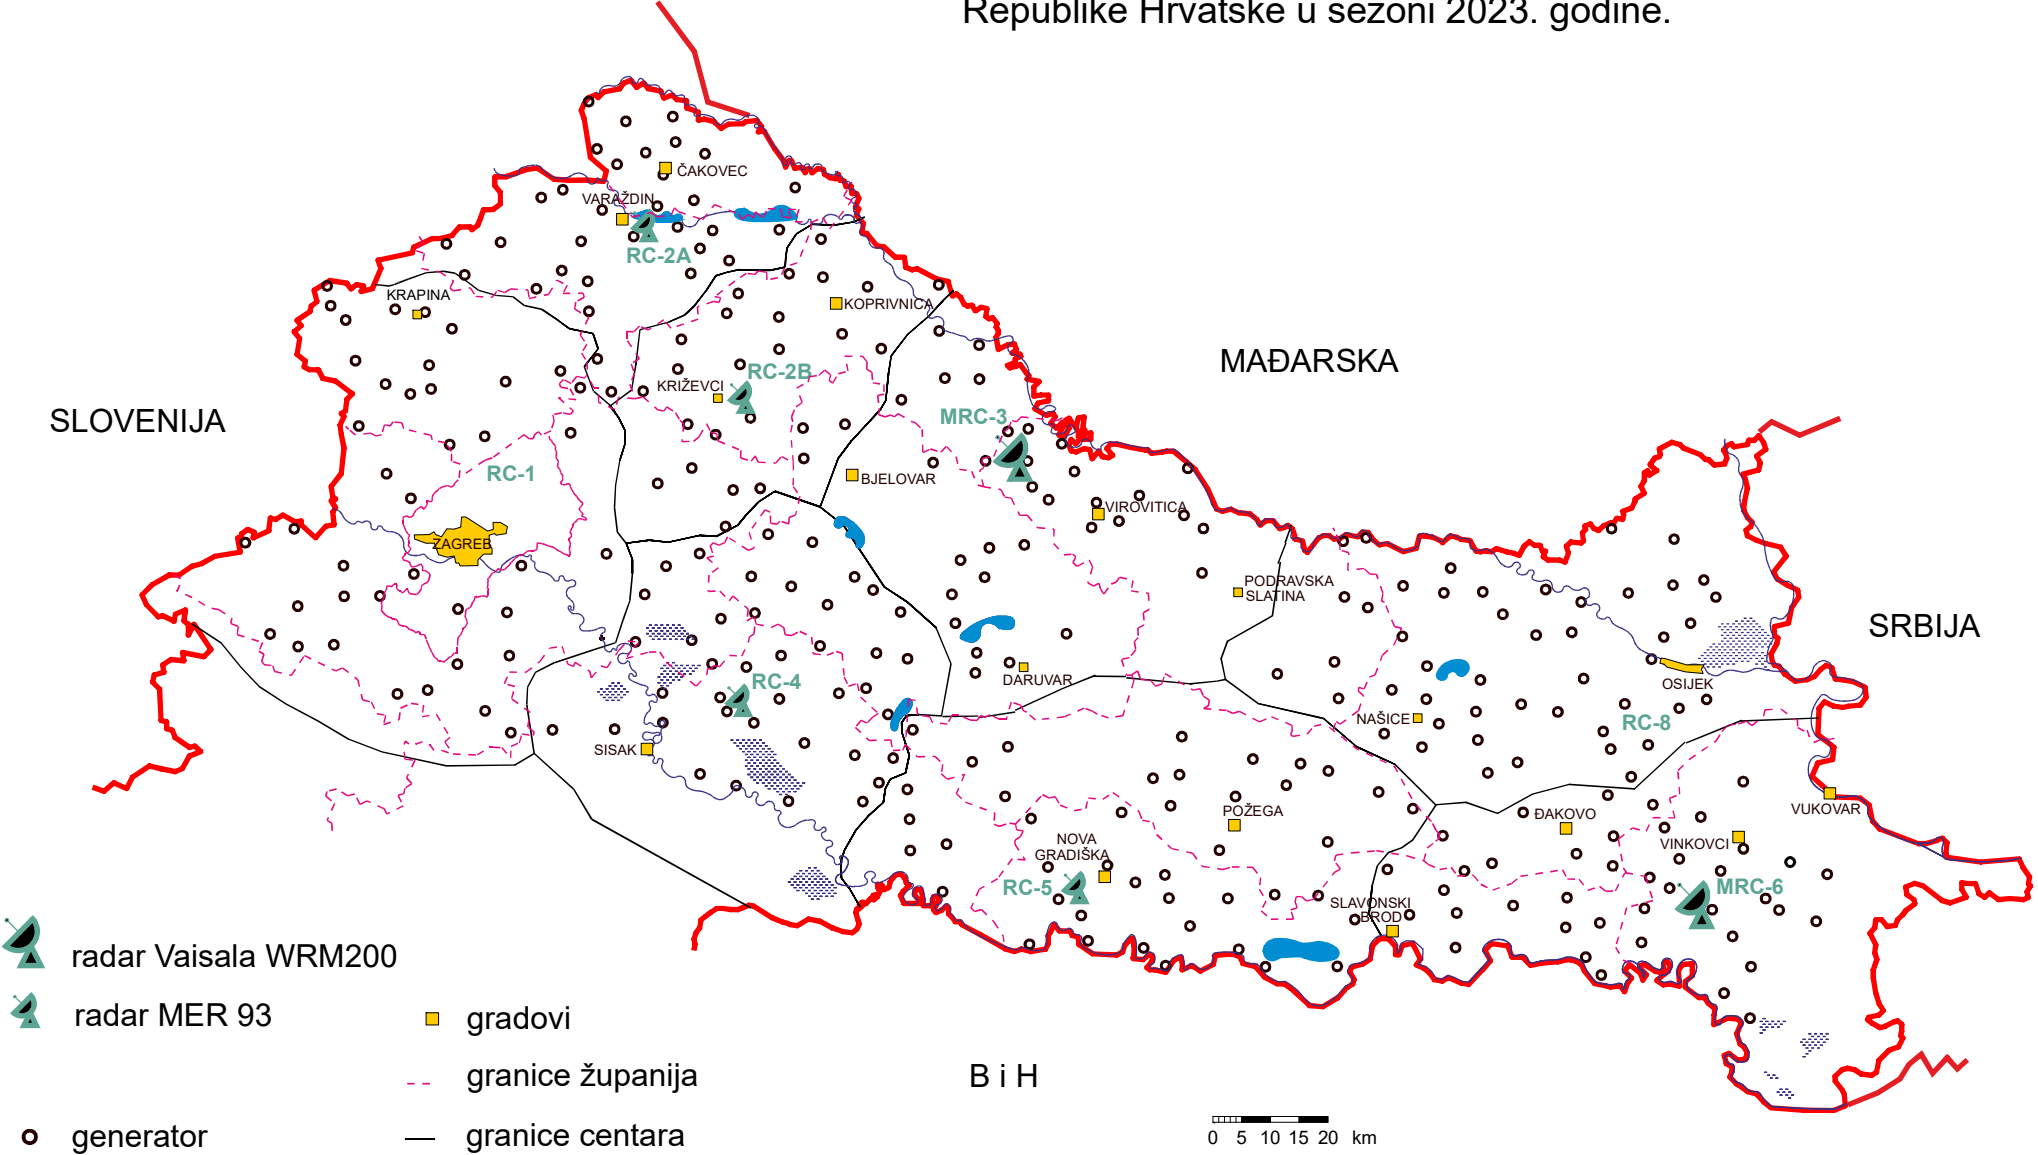 Republike Hrvatske u sezoni 2023. godine.
ČAKOVEC
VARAŽDIN
RC-2A
KRAPINA
KOPRIVNICA
MAĐARSKA
RC-2B
KRIŽEVCI
SLOVENIJA
MRC-3
RC-1
BJELOVAR
VIROVITICA
ZAGREB
PODRAVSKA
SLATINA
SRBIJA
DARUVAR
RC-4
OSIJEK
NAŠICE
RC-8
SISAK
POŽEGA
ĐAKOVO
VUKOVAR
NOVA
GRADIŠKA
VINKOVCI
RC-5
MRC-6
SLAVONSKI
BROD
radar Vaisala WRM200
radar MER 93
gradovi
granice županija
B i H
generator
granice centara
0 5 10 15 20 km